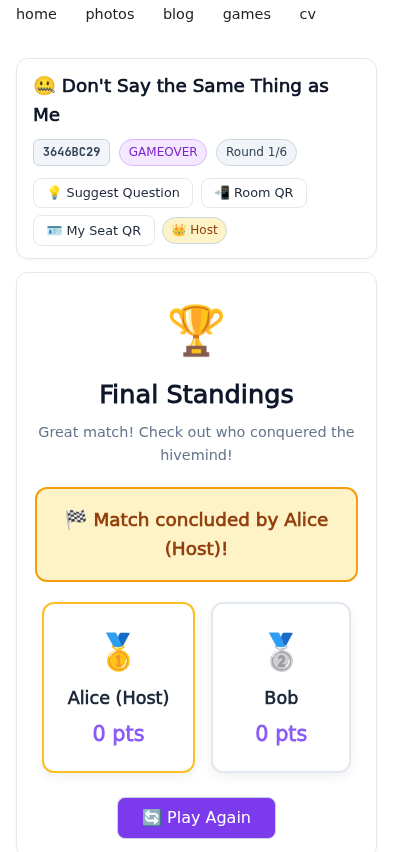 home photos blog games cv
🤐 Don't Say the Same Thing as
Me
3646BC29 GAMEOVER Round 1/6
💡 Suggest Question 📲 Room QR
🪪 My Seat QR 👑 Host
🏆
Final Standings
Great match! Check out who conquered the
hivemind!
🏁 Match concluded by Alice
(Host)!
🥇 🥈
Alice (Host) Bob
0 pts 0 pts
🔄 Play Again